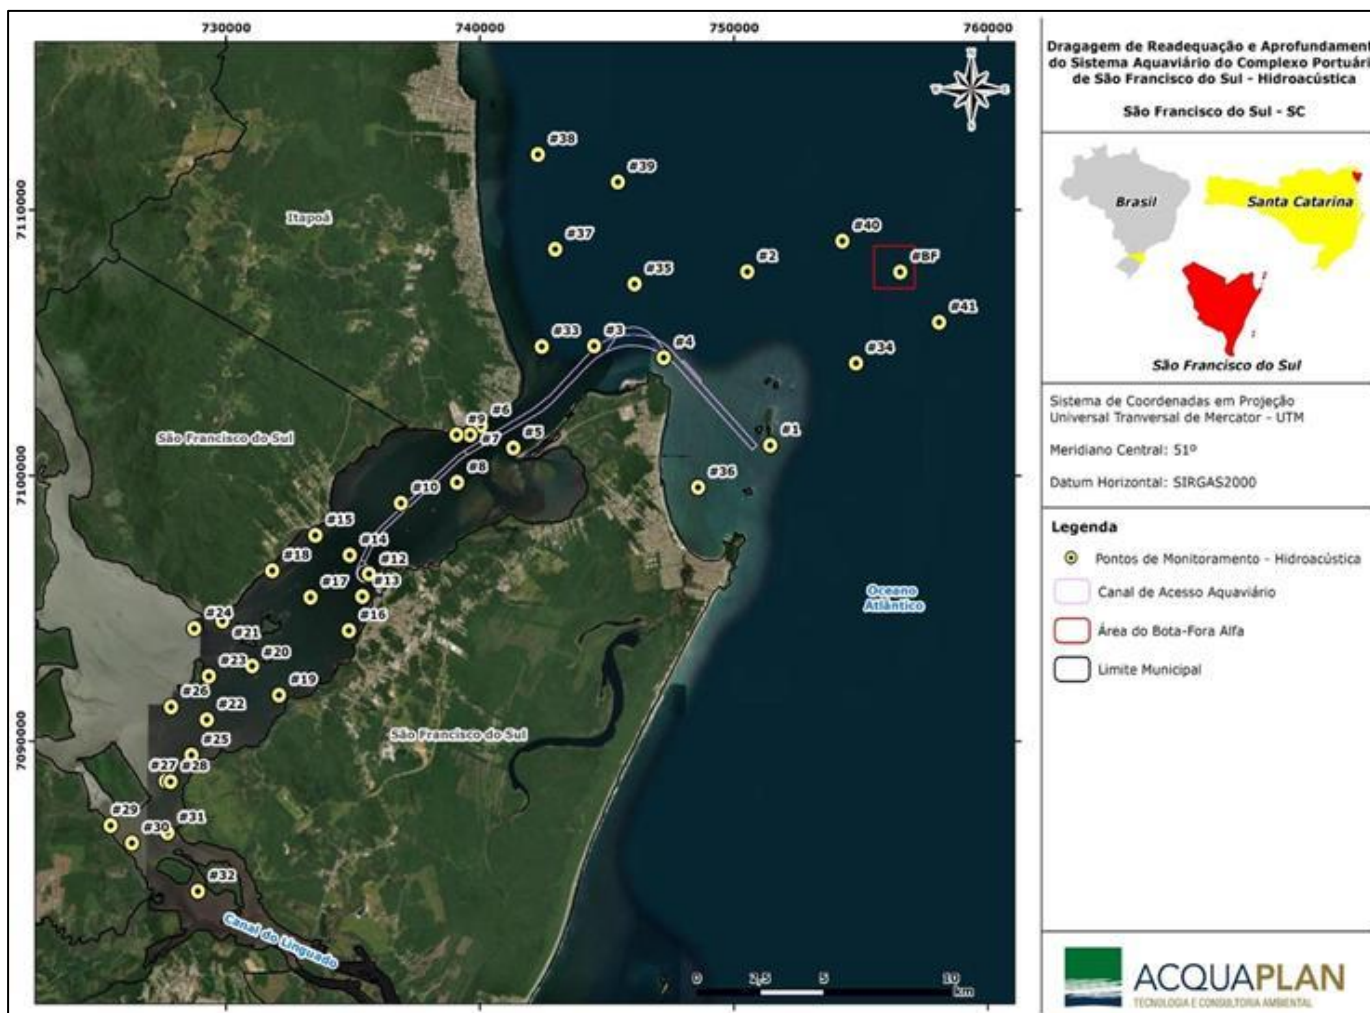 730000
740000
750000
760000
7110000
7100000
7090000
#38
#39
#37
#35
#2
#40
#BF
#41
#34
#33
#3
#4
#1
#36
#9
#6
#7
#5
#8
#10
#15
#14
#12
#13
#18
#17
#16
#24
#21
#20
#23
#19
#26
#22
#25
#27
#28
#29
#30
#31
#32
Itapoá
São Francisco do Sul
São Francisco do Sul
Oceano
Atlântico
Canal do Linguado
N
0
2,5
5
10
km
Dragagem de Readequação e Aprofundament
do Sistema Aquaviário do Complexo Portuári
de São Francisco do Sul - Hidroacústica
São Francisco do Sul - SC
Brasil
Santa Catarina
São Francisco do Sul
Sistema de Coordenadas em Projeção
Universal Tranversal de Mercator - UTM
Meridiano Central: 51º
Datum Horizontal: SIRGAS2000
Legenda
Pontos de Monitoramento - Hidroacústica
Canal de Acesso Aquaviário
Área do Bota-Fora Alfa
Limite Municipal
ACQUAPLAN
TECNOLOGIA E CONSULTORIA AMBIENTAL